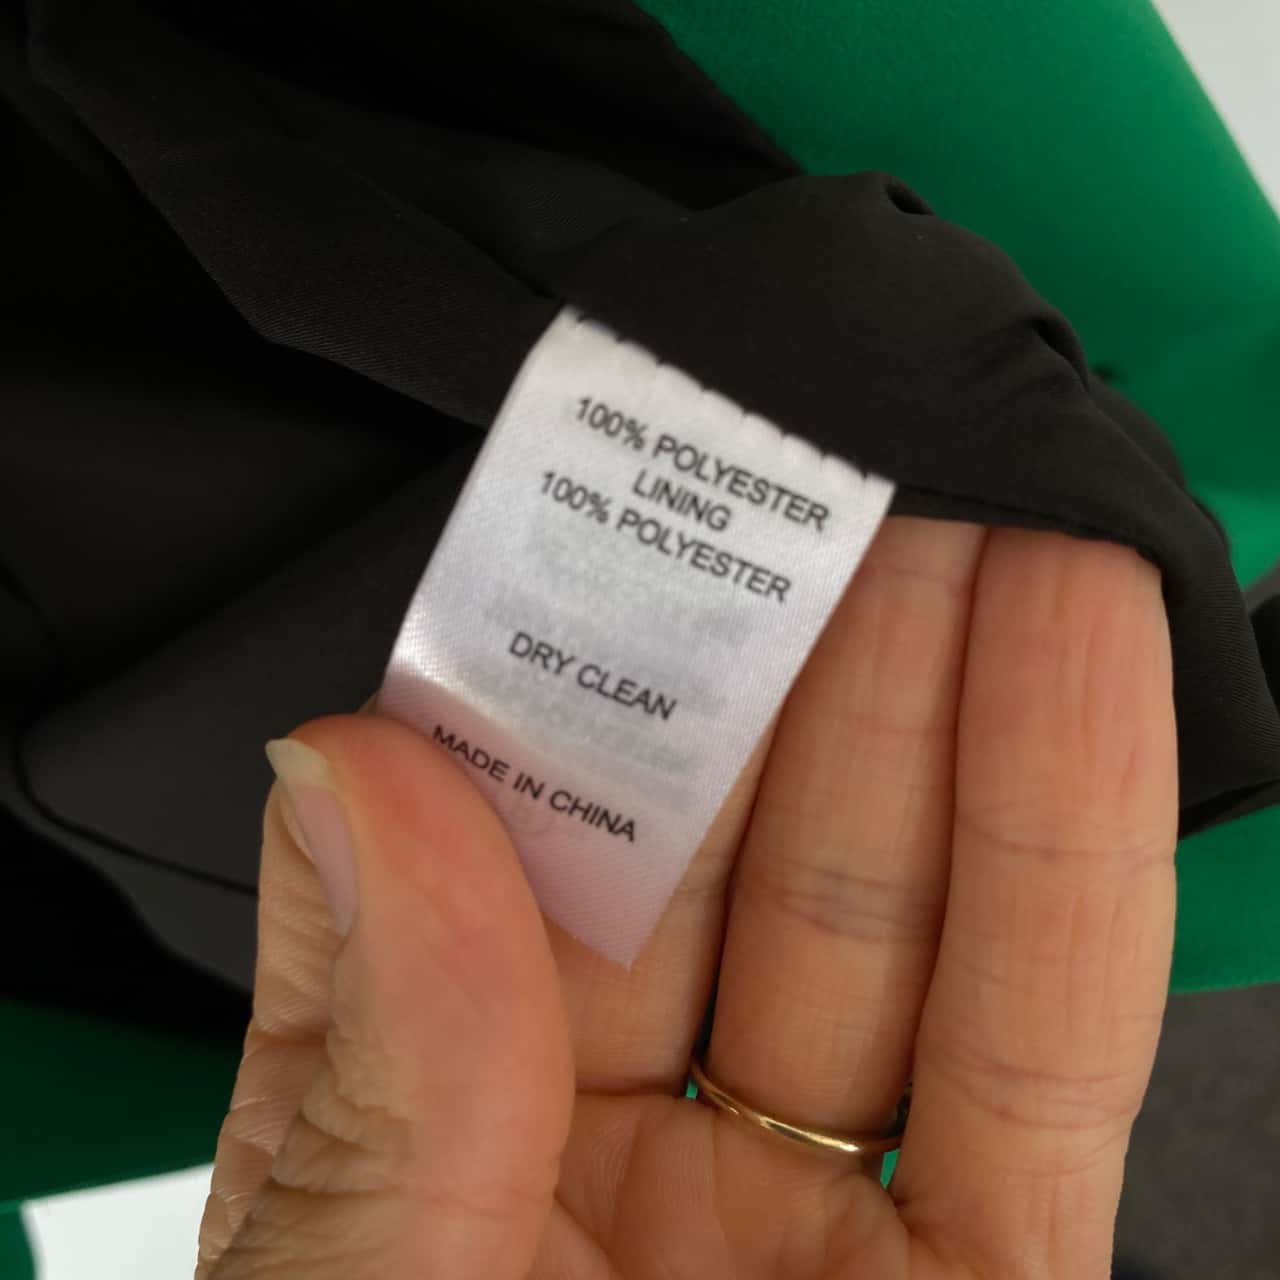 100% POLYESTER
LINING
100% POLYESTER
DRY CLEAN
MADE IN CHINA